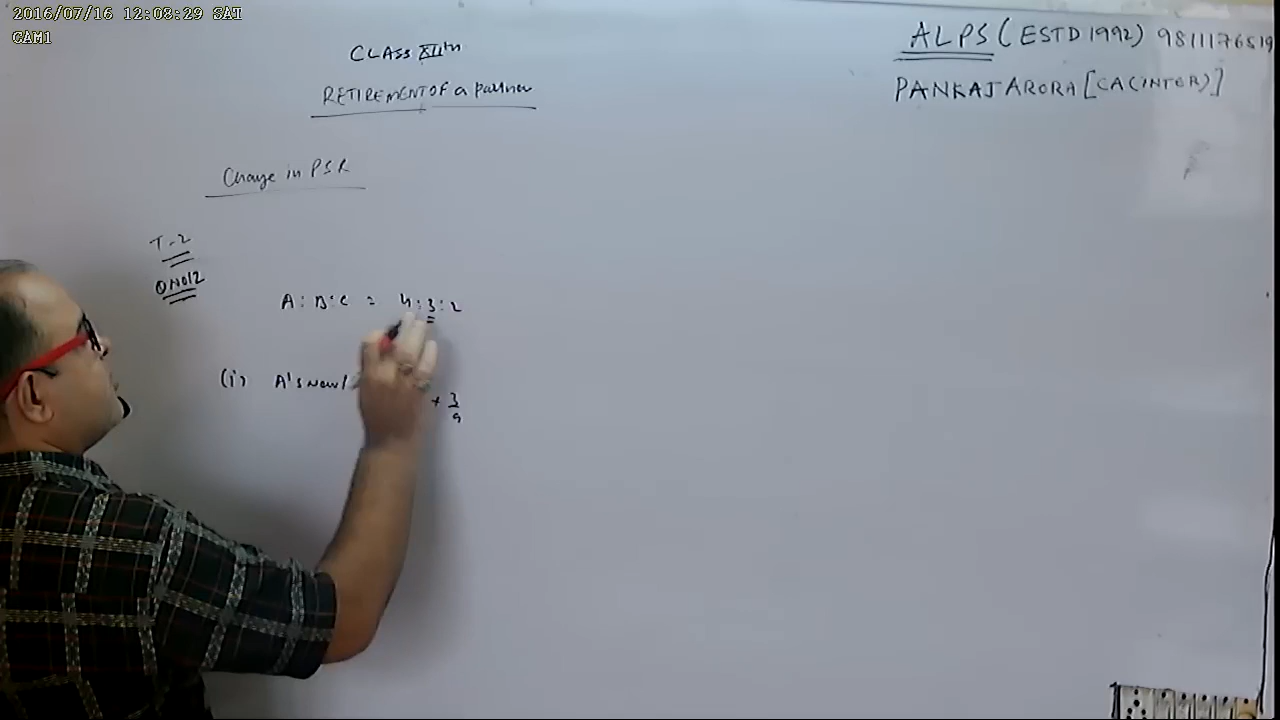 2016/07/16 12:08:29 SAT
CAM1
CLASS XIIth
RETIREMENT OF a partner
ALPS (ESTD 1992) 9811176519
PANKAJ ARORA [CA (INTER)]
Change in PSR
T-2
Q NO 12
A : B : C = 4 : 3 : 2
(i) A's New
+ 3/9